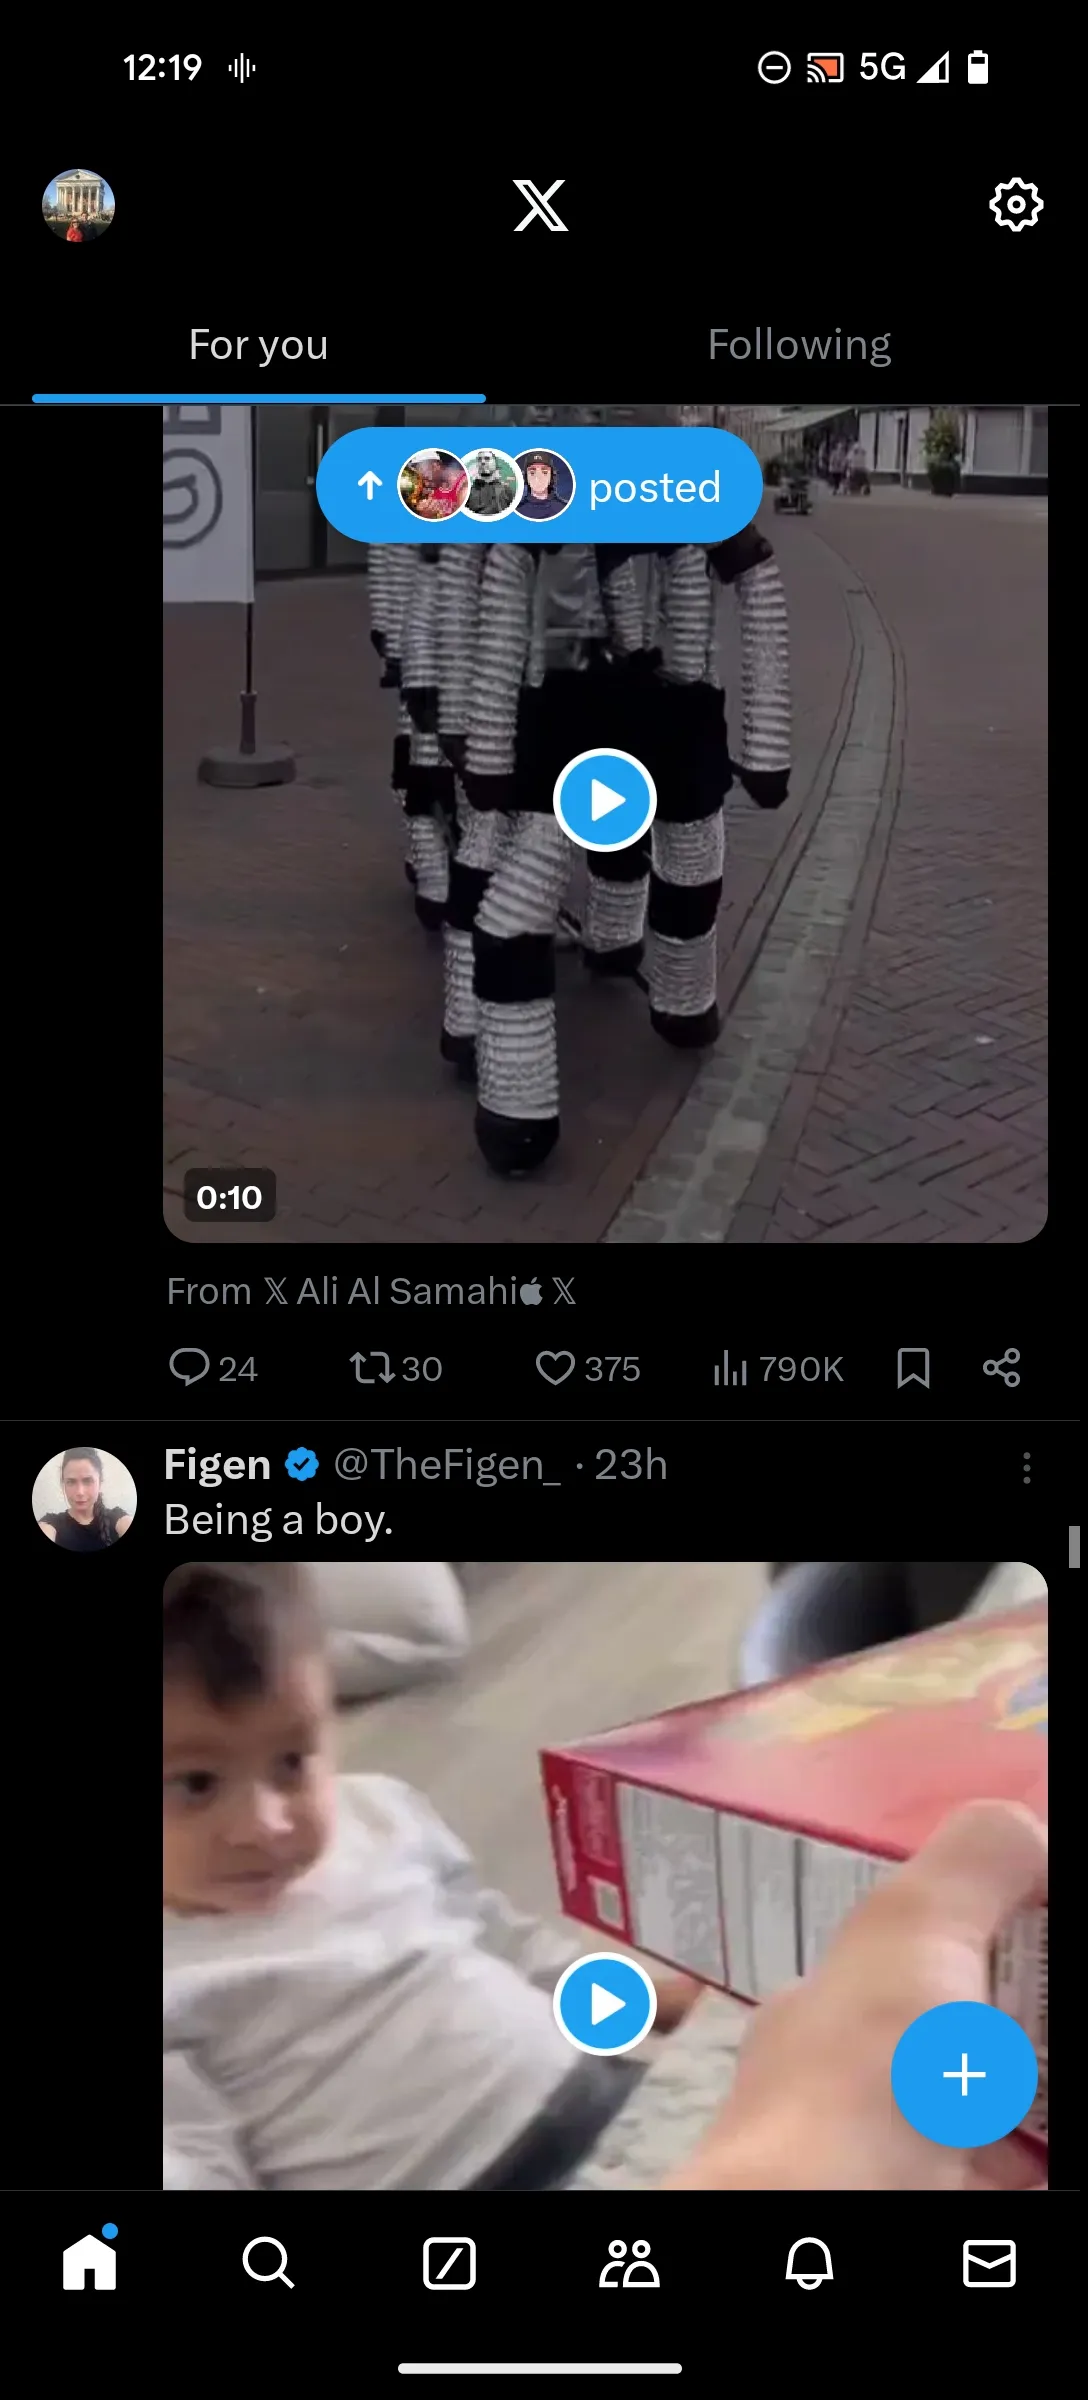 12:19
5G
For you
Following
posted
0:10
From 𝕏 Ali Al Samahi 𝕏
24
30
375
790K
Figen @TheFigen_ · 23h
Being a boy.